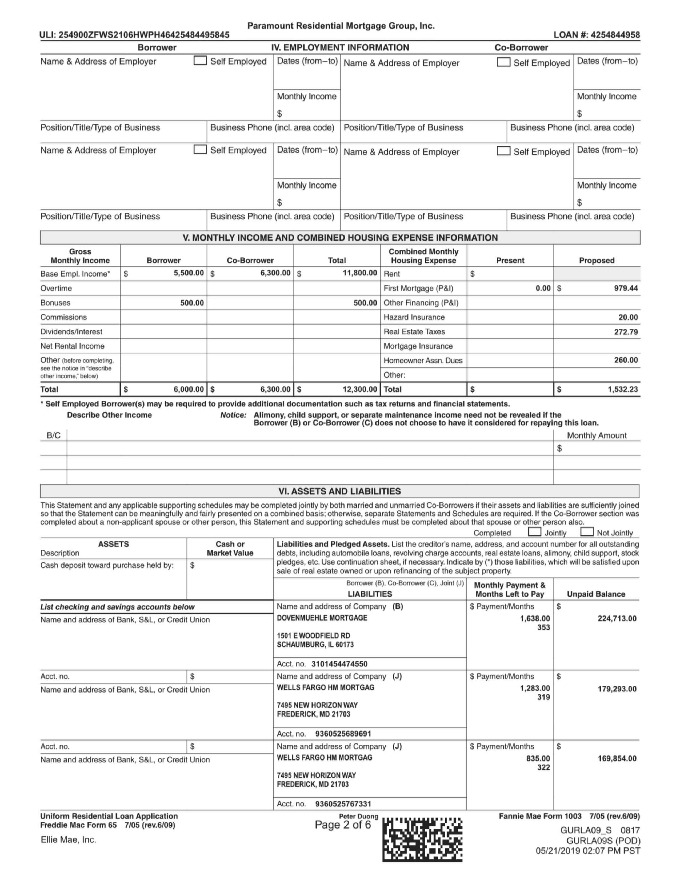 Paramount Residential Mortgage Group, Inc.
ULI: 254900ZFWS2106HWPH46425484495845 LOAN #: 4254844958
Borrower IV. EMPLOYMENT INFORMATION Co-Borrower
Name & Address of Employer Self Employed Dates (from–to) Name & Address of Employer Self Employed Dates (from–to)
Monthly Income Monthly Income
$ $
Position/Title/Type of Business Business Phone (incl. area code) Position/Title/Type of Business Business Phone (incl. area code)
Name & Address of Employer Self Employed Dates (from–to) Name & Address of Employer Self Employed Dates (from–to)
Monthly Income Monthly Income
$ $
Position/Title/Type of Business Business Phone (incl. area code) Position/Title/Type of Business Business Phone (incl. area code)
V. MONTHLY INCOME AND COMBINED HOUSING EXPENSE INFORMATION
Gross Combined Monthly
Monthly Income Borrower Co-Borrower Total Housing Expense Present Proposed
Base Empl. Income* $ 5,500.00 $ 6,300.00 $ 11,800.00 Rent $
Overtime First Mortgage (P&I) 0.00 $ 979.44
Bonuses 500.00 500.00 Other Financing (P&I)
Commissions Hazard Insurance 20.00
Dividends/Interest Real Estate Taxes 272.79
Net Rental Income Mortgage Insurance
Other (before completing, Homeowner Assn. Dues 260.00
see the notice in "describe
other income," below) Other:
Total $ 6,000.00 $ 6,300.00 $ 12,300.00 Total $ $ 1,532.23
* Self Employed Borrower(s) may be required to provide additional documentation such as tax returns and financial statements.
Describe Other Income Notice: Alimony, child support, or separate maintenance income need not be revealed if the
Borrower (B) or Co-Borrower (C) does not choose to have it considered for repaying this loan.
B/C Monthly Amount
$
VI. ASSETS AND LIABILITIES
This Statement and any applicable supporting schedules may be completed jointly by both married and unmarried Co-Borrowers if their assets and liabilities are sufficiently joined
so that the Statement can be meaningfully and fairly presented on a combined basis; otherwise, separate Statements and Schedules are required. If the Co-Borrower section was
completed about a non-applicant spouse or other person, this Statement and supporting schedules must be completed about that spouse or other person also.
Completed Jointly Not Jointly
ASSETS Cash or Liabilities and Pledged Assets. List the creditor's name, address, and account number for all outstanding
Description Market Value debts, including automobile loans, revolving charge accounts, real estate loans, alimony, child support, stock
Cash deposit toward purchase held by: $ pledges, etc. Use continuation sheet, if necessary. Indicate by (*) those liabilities, which will be satisfied upon
sale of real estate owned or upon refinancing of the subject property.
Borrower (B), Co-Borrower (C), Joint (J) Monthly Payment &
LIABILITIES Months Left to Pay Unpaid Balance
List checking and savings accounts below Name and address of Company (B) $ Payment/Months $
Name and address of Bank, S&L, or Credit Union DOVENMUEHLE MORTGAGE 1,638.00 224,713.00
353
1501 E WOODFIELD RD
SCHAUMBURG, IL 60173
Acct. no. 3101454474550
Acct. no. $ Name and address of Company (J) $ Payment/Months $
Name and address of Bank, S&L, or Credit Union WELLS FARGO HM MORTGAG 1,283.00 179,293.00
319
7495 NEW HORIZON WAY
FREDERICK, MD 21703
Acct. no. 9360525689691
Acct. no. $ Name and address of Company (J) $ Payment/Months $
Name and address of Bank, S&L, or Credit Union WELLS FARGO HM MORTGAG 835.00 169,854.00
322
7495 NEW HORIZON WAY
FREDERICK, MD 21703
Acct. no. 9360525767331
Uniform Residential Loan Application Peter Duong Fannie Mae Form 1003 7/05 (rev.6/09)
Freddie Mac Form 65 7/05 (rev.6/09) Page 2 of 6
GURLA09_S 0817
Ellie Mae, Inc. GURLA09S (POD)
05/21/2019 02:07 PM PST